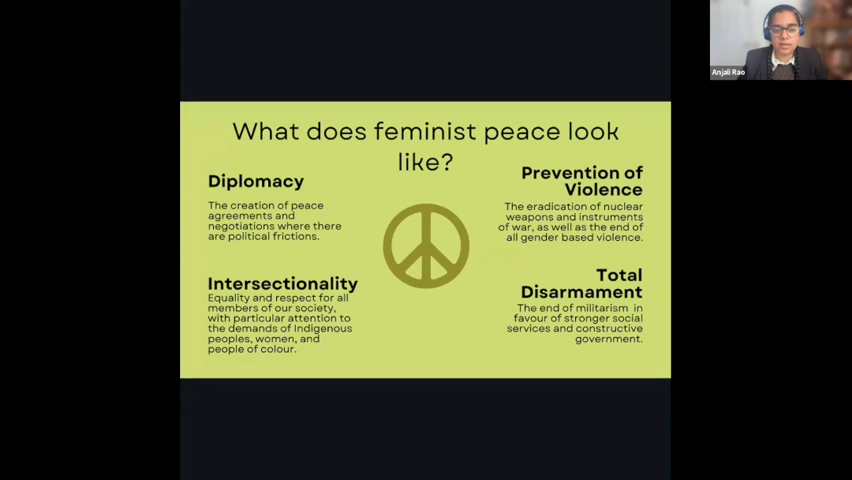 What does feminist peace look
like?
Diplomacy
The creation of peace
agreements and
negotiations where there
are political frictions.
Prevention of
Violence
The eradication of nuclear
weapons and instruments
of war, as well as the end of
all gender based violence.
Intersectionality
Equality and respect for all
members of our society,
with particular attention to
the demands of Indigenous
peoples, women, and
people of colour.
Total
Disarmament
The end of militarism in
favour of stronger social
services and constructive
government.
Anjali Rao